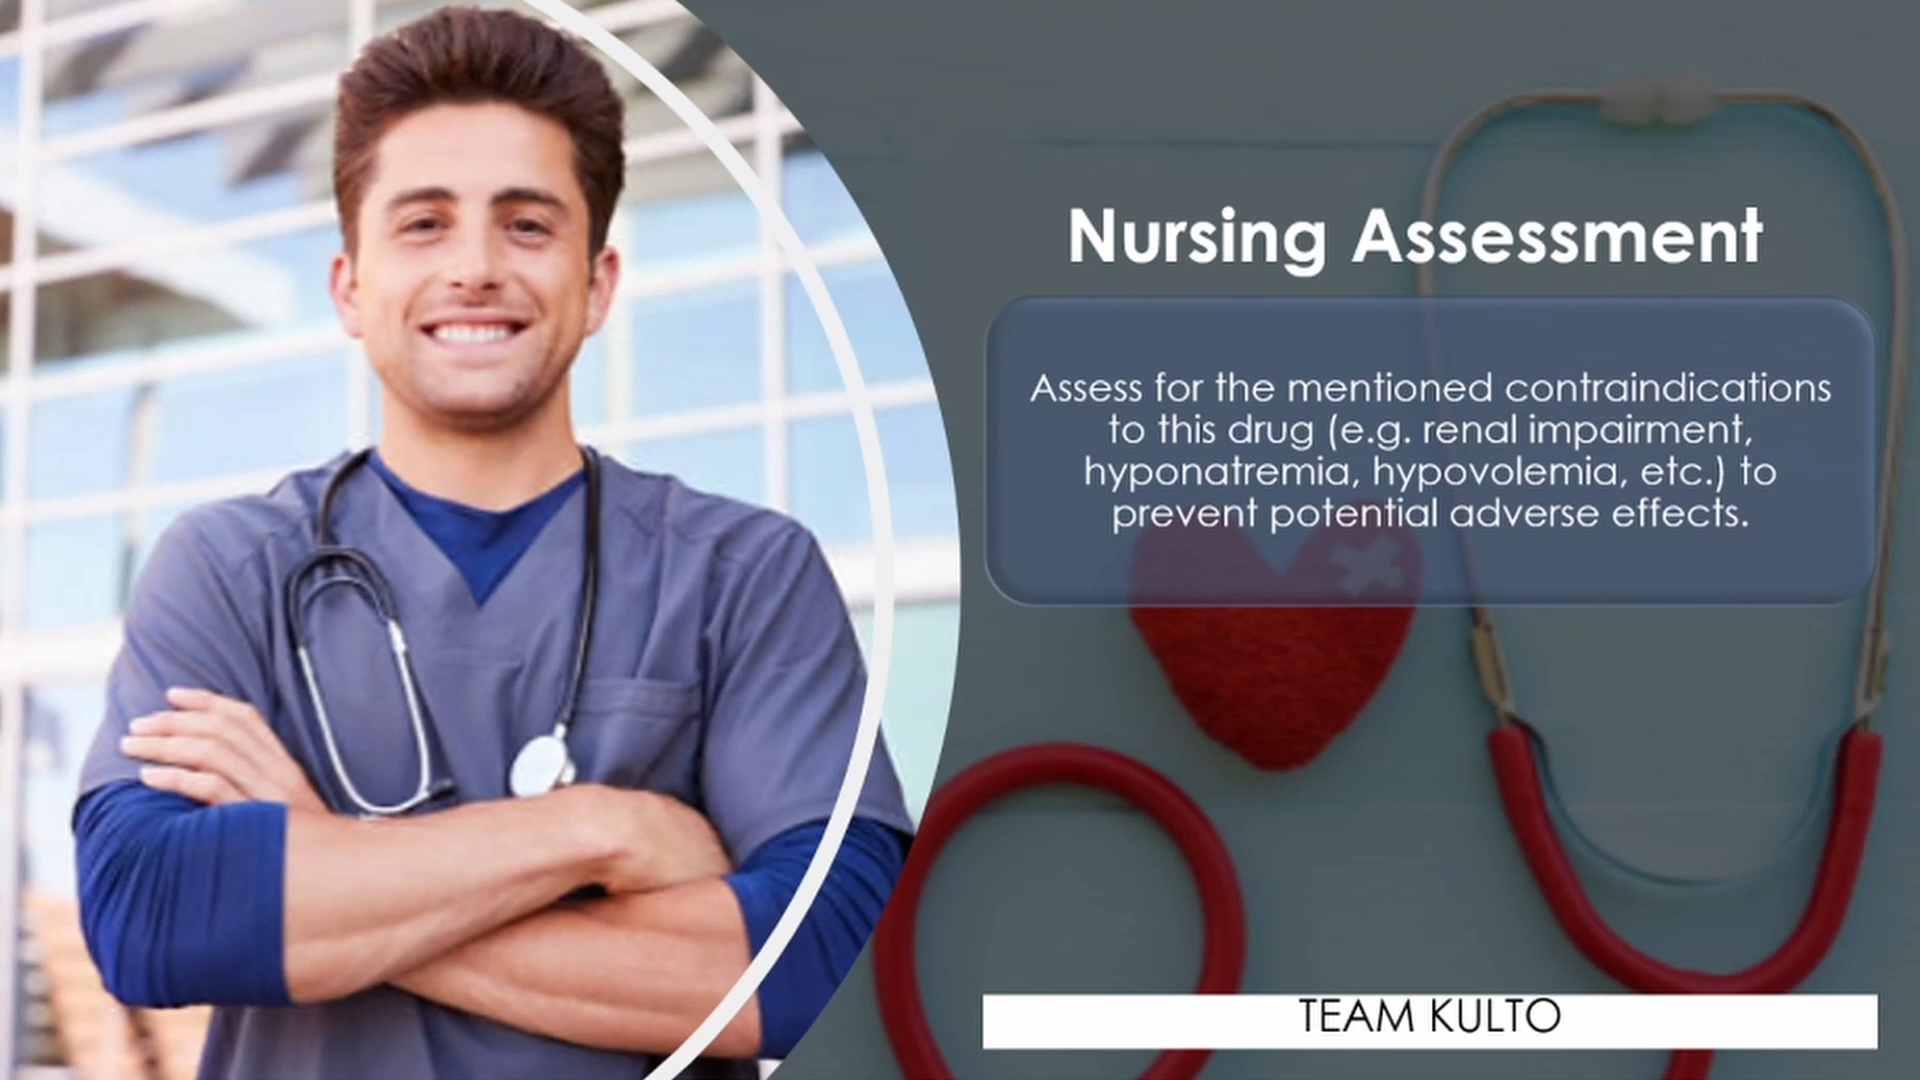 Nursing Assessment
Assess for the mentioned contraindications
to this drug (e.g. renal impairment,
hyponatremia, hypovolemia, etc.) to
prevent potential adverse effects.
TEAM KULTO